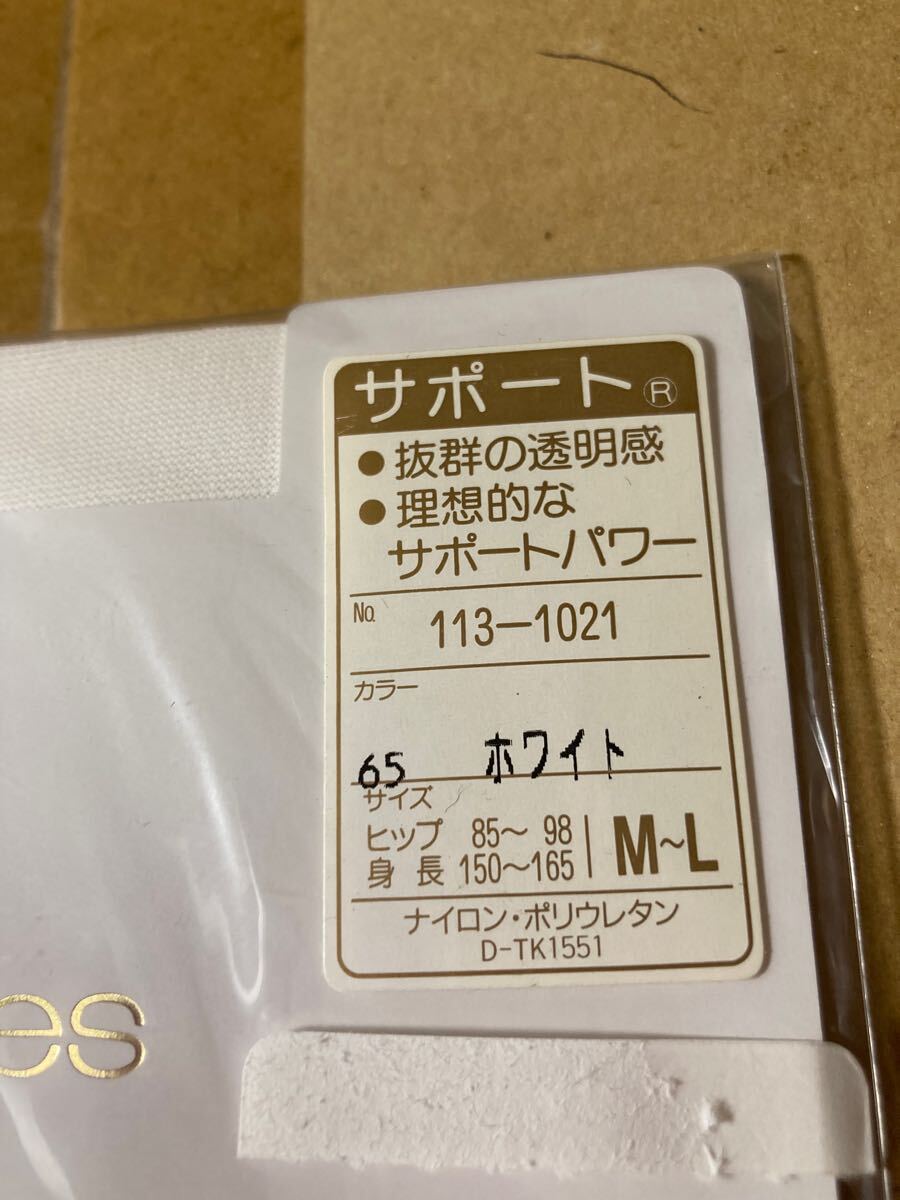 サポート®
●抜群の透明感
●理想的な
サポートパワー
No. 113-1021
カラー
65 ホワイト
サイズ
ヒップ 85〜98
身長 150〜165
M〜L
ナイロン・ポリウレタン
D-TK1551
es